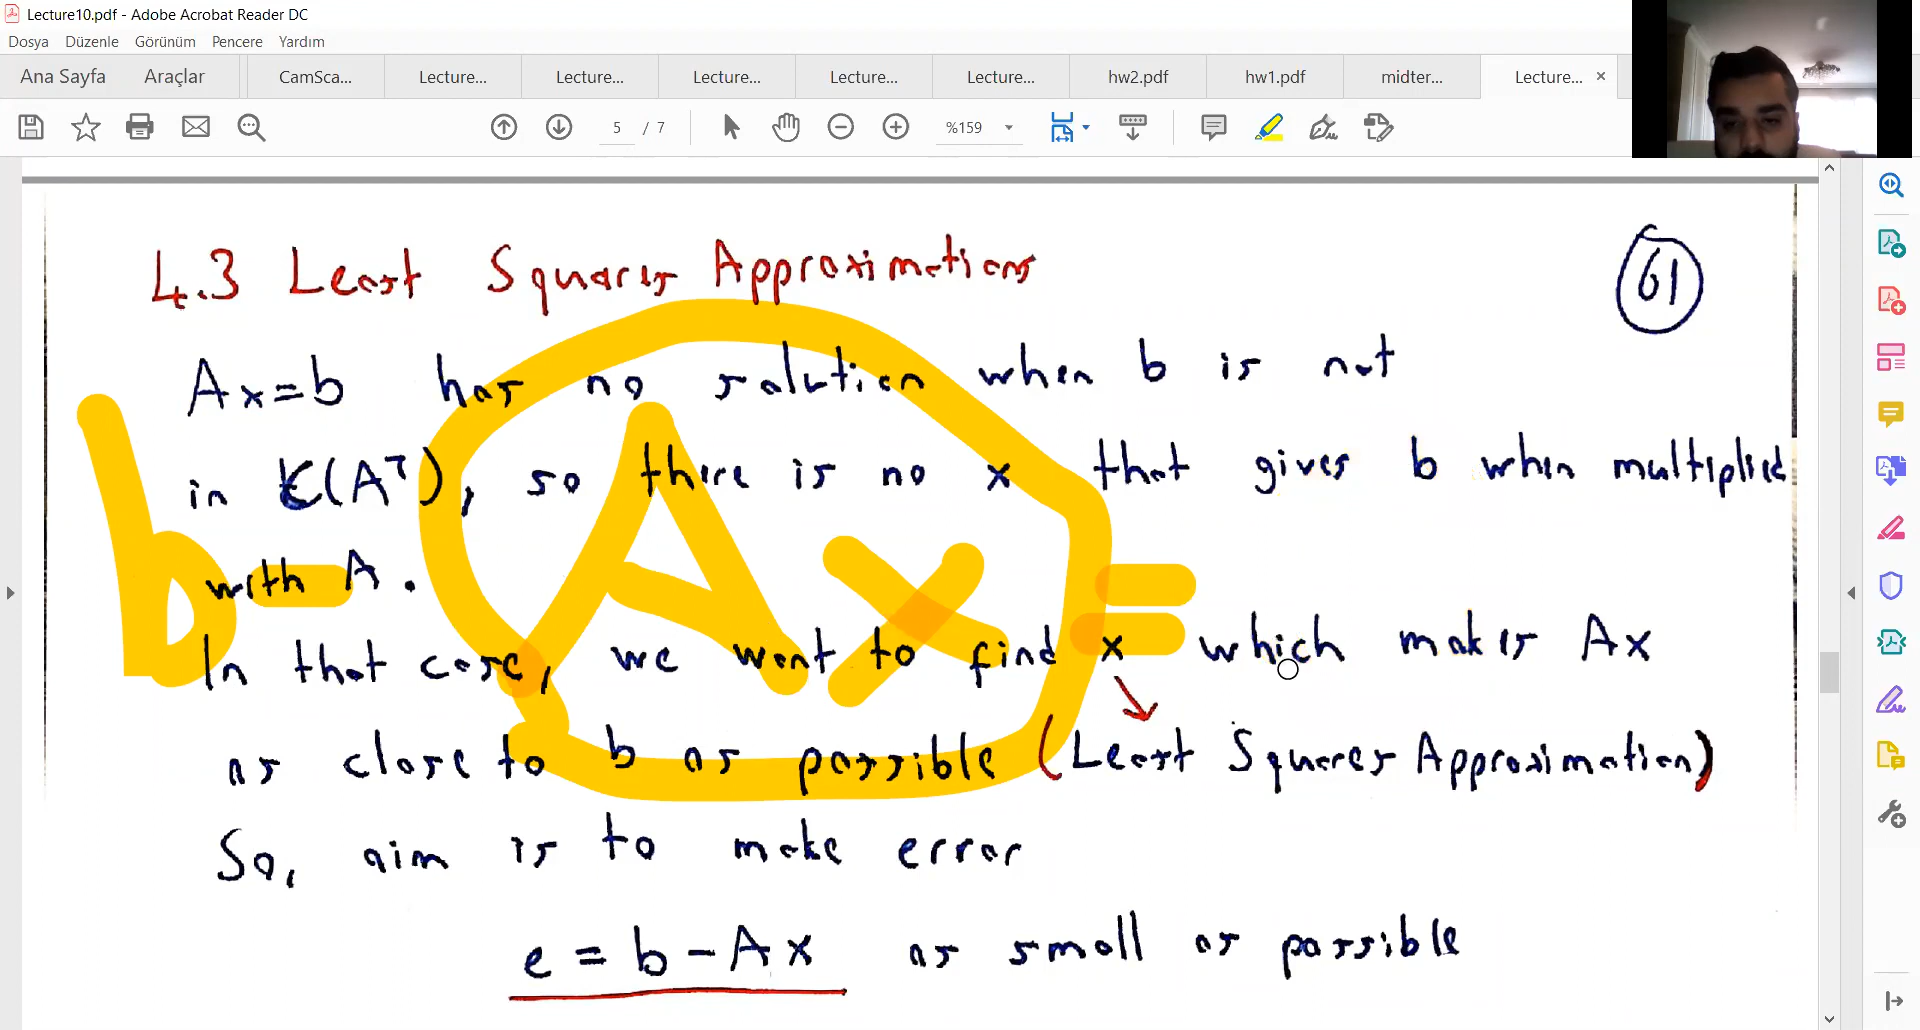 Lecture10.pdf - Adobe Acrobat Reader DC
Dosya Düzenle Görünüm Pencere Yardım
Ana Sayfa Araçlar CamSca... Lecture... Lecture... Lecture... Lecture... Lecture... hw2.pdf hw1.pdf midter... Lecture... ×
5 / 7 %159
4.3 Least Squares Approximations
61
Ax=b has no solution when b is not
in C(Aᵀ), so there is no x that gives b when multiplied
with A.
b - Ax =
In that case, we want to find x which makes Ax
as close to b as possible (Least Squares Approximation)
So, aim is to make error
e = b - Ax as small as possible